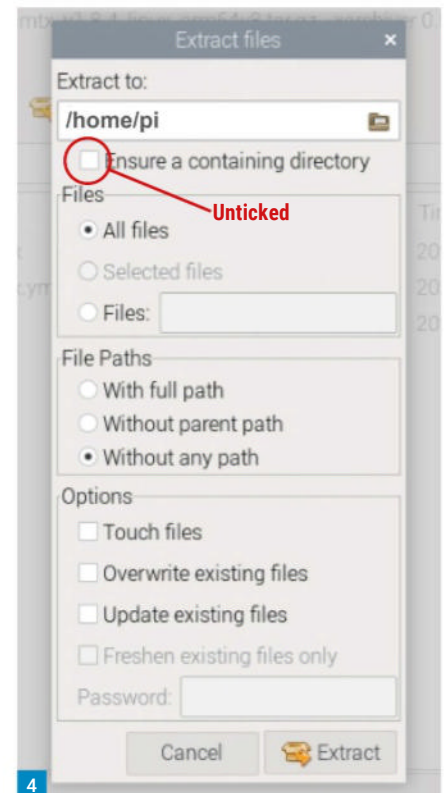 Extract files
×
Extract to:
/home/pi
Ensure a containing directory
Files
Unticked
All files
Selected files
Files:
File Paths
With full path
Without parent path
Without any path
Options
Touch files
Overwrite existing files
Update existing files
Freshen existing files only
Password:
Cancel
Extract
4